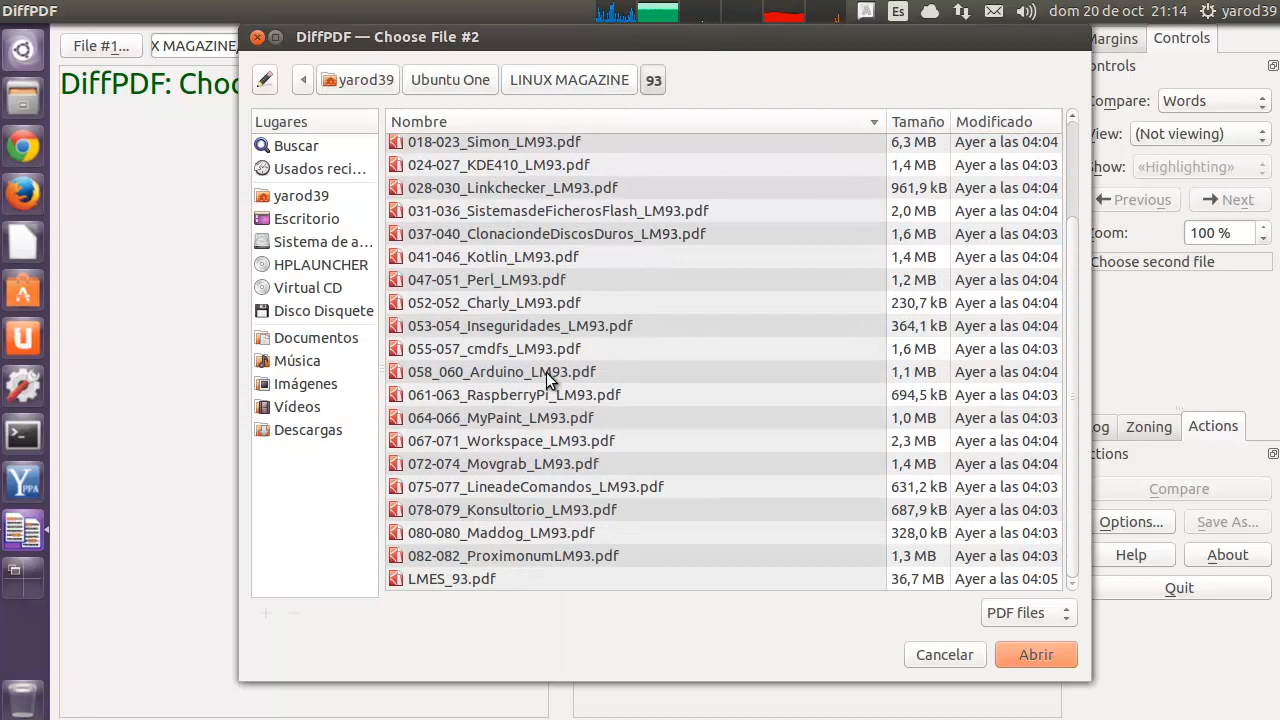 DiffPDF
Es
dom 20 de oct 21:14
yarod39
File #1...
X MAGAZINE/
DiffPDF: Choo
DiffPDF — Choose File #2
yarod39
Ubuntu One
LINUX MAGAZINE
93
Lugares
Buscar
Usados reci...
yarod39
Escritorio
Sistema de a...
HPLAUNCHER
Virtual CD
Disco Disquete
Documentos
Música
Imágenes
Vídeos
Descargas
Nombre Tamaño Modificado
018-023_Simon_LM93.pdf 6,3 MB Ayer a las 04:04
024-027_KDE410_LM93.pdf 1,4 MB Ayer a las 04:03
028-030_Linkchecker_LM93.pdf 961,9 kB Ayer a las 04:04
031-036_SistemasdeFicherosFlash_LM93.pdf 2,0 MB Ayer a las 04:04
037-040_ClonaciondeDiscosDuros_LM93.pdf 1,6 MB Ayer a las 04:03
041-046_Kotlin_LM93.pdf 1,4 MB Ayer a las 04:04
047-051_Perl_LM93.pdf 1,2 MB Ayer a las 04:03
052-052_Charly_LM93.pdf 230,7 kB Ayer a las 04:04
053-054_Inseguridades_LM93.pdf 364,1 kB Ayer a las 04:04
055-057_cmdfs_LM93.pdf 1,6 MB Ayer a las 04:03
058_060_Arduino_LM93.pdf 1,1 MB Ayer a las 04:04
061-063_RaspberryPi_LM93.pdf 694,5 kB Ayer a las 04:03
064-066_MyPaint_LM93.pdf 1,0 MB Ayer a las 04:03
067-071_Workspace_LM93.pdf 2,3 MB Ayer a las 04:04
072-074_Movgrab_LM93.pdf 1,4 MB Ayer a las 04:04
075-077_LineadeComandos_LM93.pdf 631,2 kB Ayer a las 04:03
078-079_Konsultorio_LM93.pdf 687,9 kB Ayer a las 04:03
080-080_Maddog_LM93.pdf 328,0 kB Ayer a las 04:03
082-082_ProximonumLM93.pdf 1,3 MB Ayer a las 04:03
LMES_93.pdf 36,7 MB Ayer a las 04:05
PDF files
Cancelar
Abrir
Margins
Controls
ontrols
ompare: Words
iew: (Not viewing)
how: «Highlighting»
Previous
Next
oom: 100 %
Choose second file
og
Zoning
Actions
ctions
Compare
Options...
Save As...
Help
About
Quit